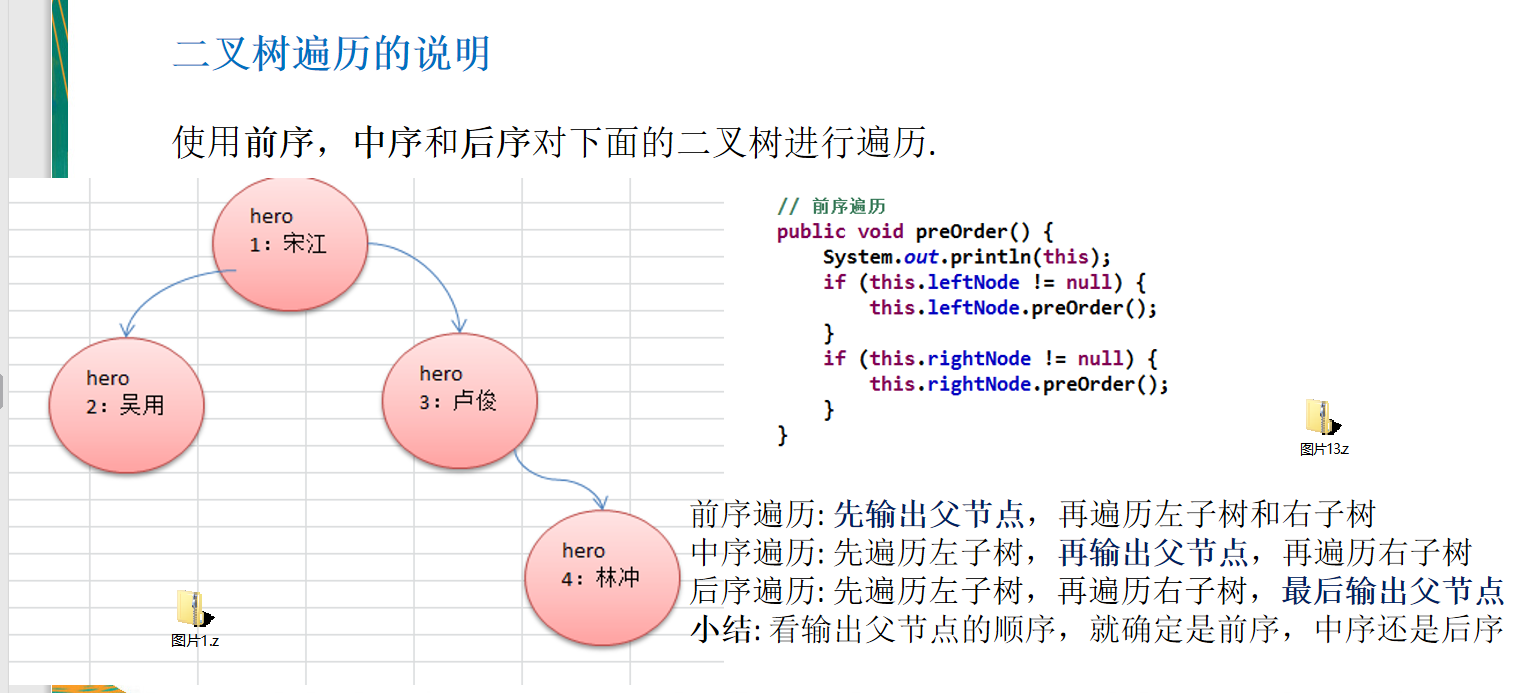 二叉树遍历的说明
使用前序，中序和后序对下面的二叉树进行遍历.
hero
1：宋江
hero
2：吴用
hero
3：卢俊
hero
4：林冲
图片1.z
// 前序遍历
public void preOrder() {
System.out.println(this);
if (this.leftNode != null) {
this.leftNode.preOrder();
}
if (this.rightNode != null) {
this.rightNode.preOrder();
}
}
图片13.z
前序遍历: 先输出父节点，再遍历左子树和右子树
中序遍历: 先遍历左子树，再输出父节点，再遍历右子树
后序遍历: 先遍历左子树，再遍历右子树，最后输出父节点
小结: 看输出父节点的顺序，就确定是前序，中序还是后序